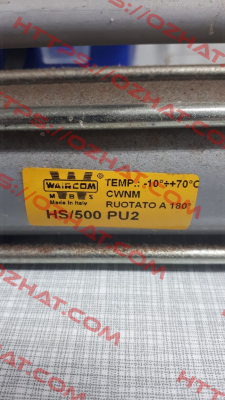 HTTPS://OZHAT.COM
WAIRCOM
M B S
Made in Italy
TEMP.: -10°÷+70°C
CWNM
RUOTATO A 180°
HS/500 PU2